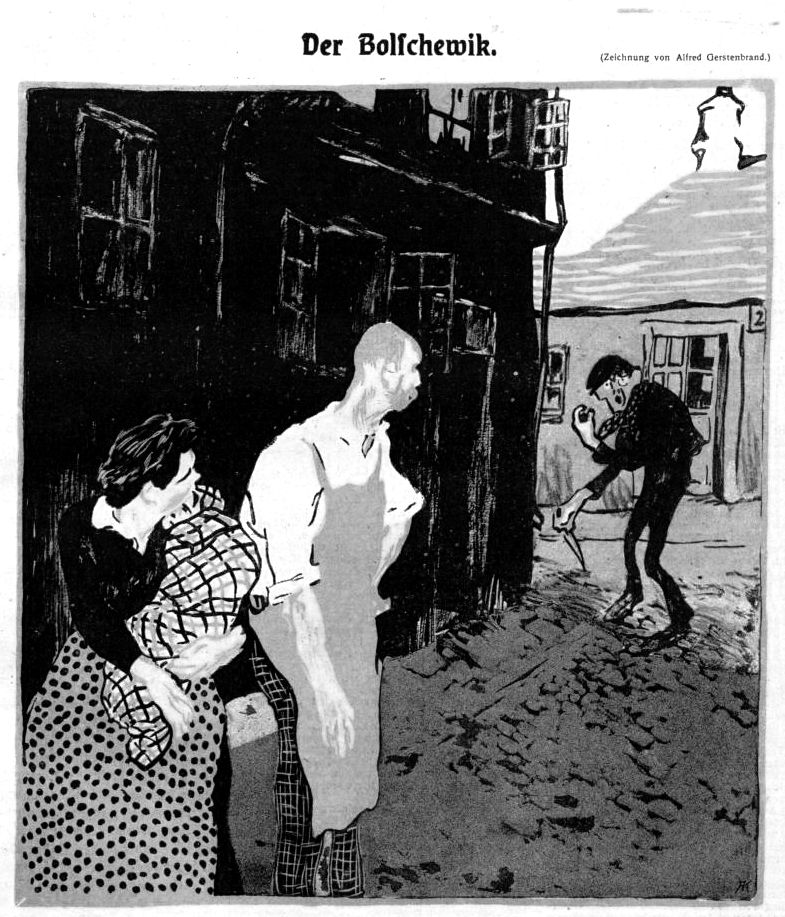 Der Bolſchewik.
(Zeichnung von Alfred Gerstenbrand.)
2